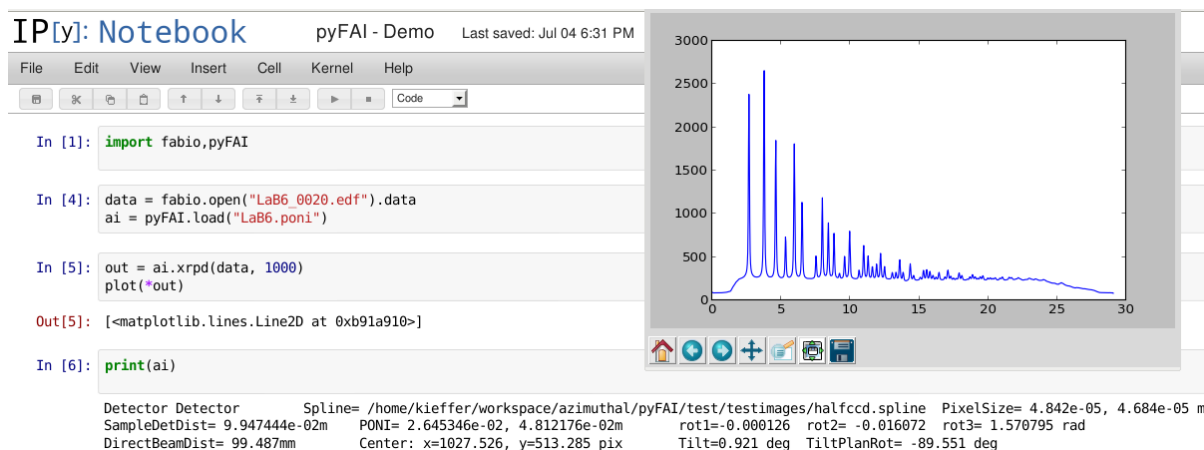 IP[y]: Notebook pyFAI - Demo Last saved: Jul 04 6:31 PM
File Edit View Insert Cell Kernel Help
Code
In [1]: import fabio,pyFAI
In [4]: data = fabio.open("LaB6_0020.edf").data
ai = pyFAI.load("LaB6.poni")
In [5]: out = ai.xrpd(data, 1000)
plot(*out)
Out[5]: [<matplotlib.lines.Line2D at 0xb91a910>]
In [6]: print(ai)
3000
2500
2000
1500
1000
500
0
0 5 10 15 20 25 30
Detector Detector Spline= /home/kieffer/workspace/azimuthal/pyFAI/test/testimages/halfccd.spline PixelSize= 4.842e-05, 4.684e-05 m
SampleDetDist= 9.947444e-02m PONI= 2.645346e-02, 4.812176e-02m rot1=-0.000126 rot2= -0.016072 rot3= 1.570795 rad
DirectBeamDist= 99.487mm Center: x=1027.526, y=513.285 pix Tilt=0.921 deg TiltPlanRot= -89.551 deg